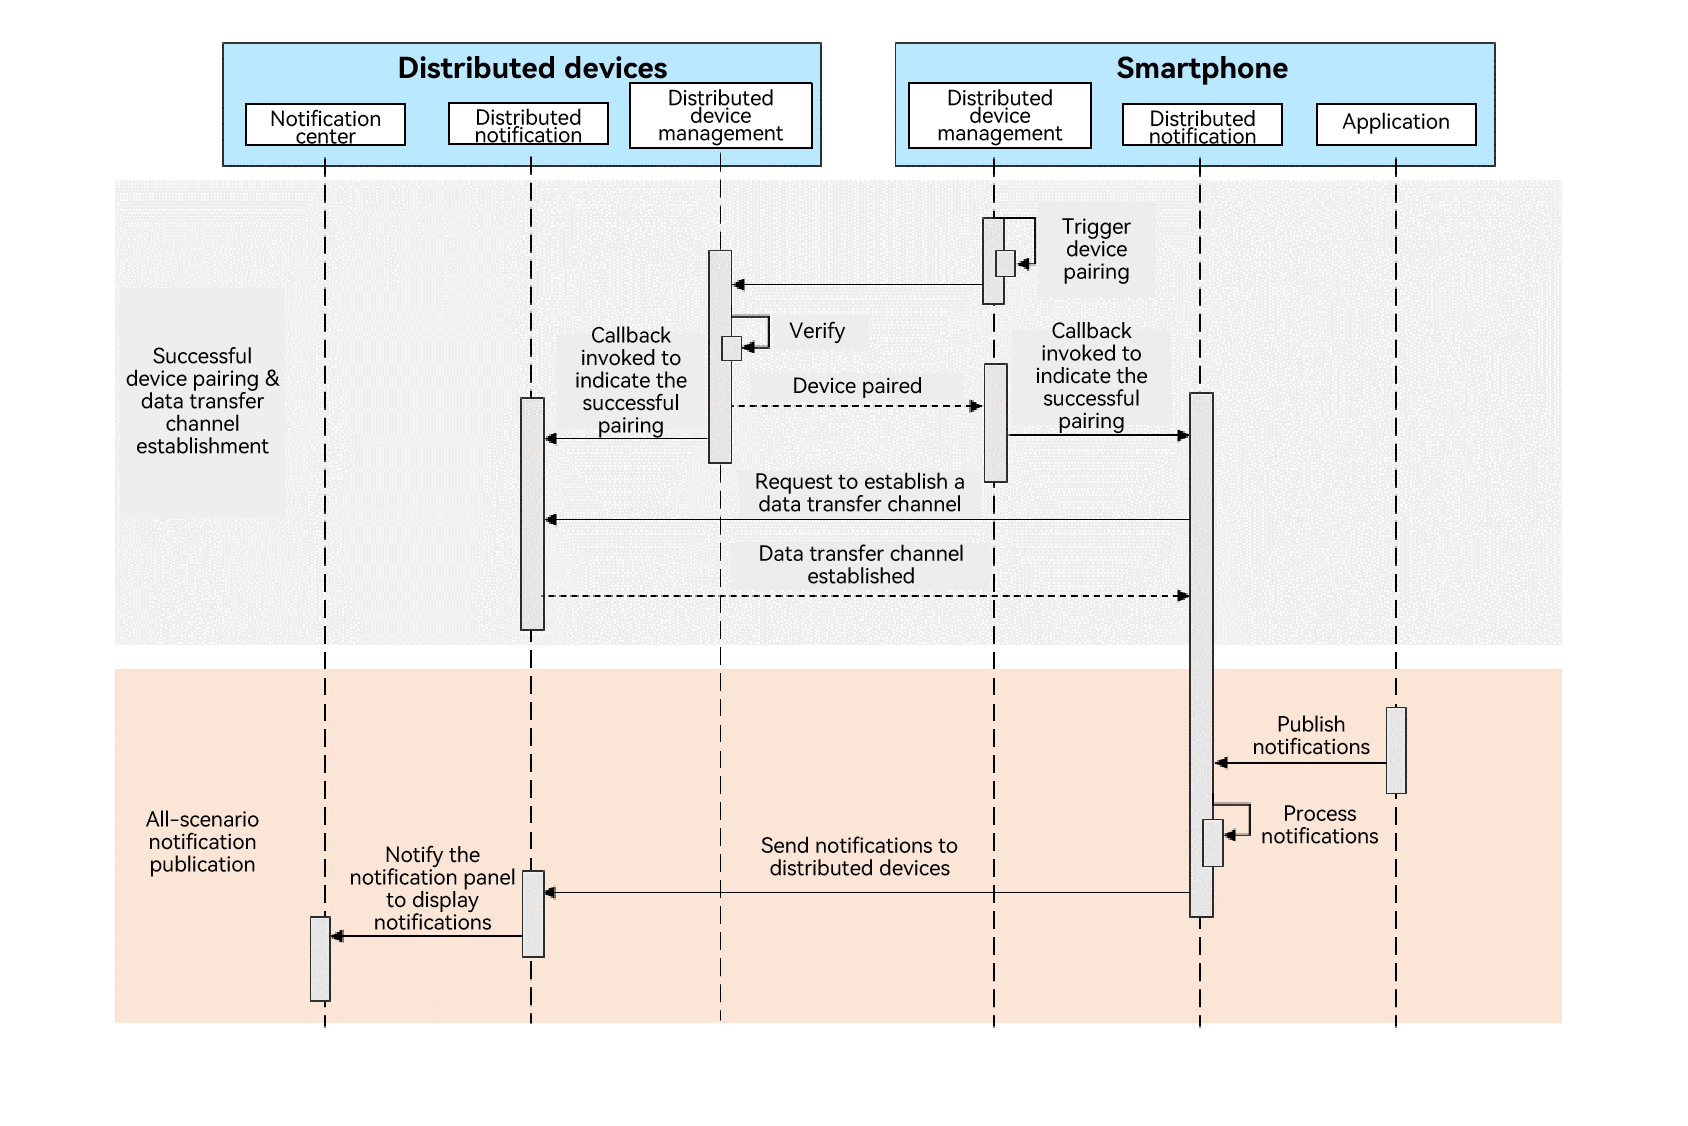 Distributed devices
Smartphone
Notification
center
Distributed
notification
Distributed
device
management
Distributed
device
management
Distributed
notification
Application
Trigger
device
pairing
Verify
Callback
invoked to
indicate the
successful
pairing
Device paired
Callback
invoked to
indicate the
successful
pairing
Successful
device pairing &
data transfer
channel
establishment
Request to establish a
data transfer channel
Data transfer channel
established
Publish
notifications
Process
notifications
All-scenario
notification
publication
Send notifications to
distributed devices
Notify the
notification panel
to display
notifications